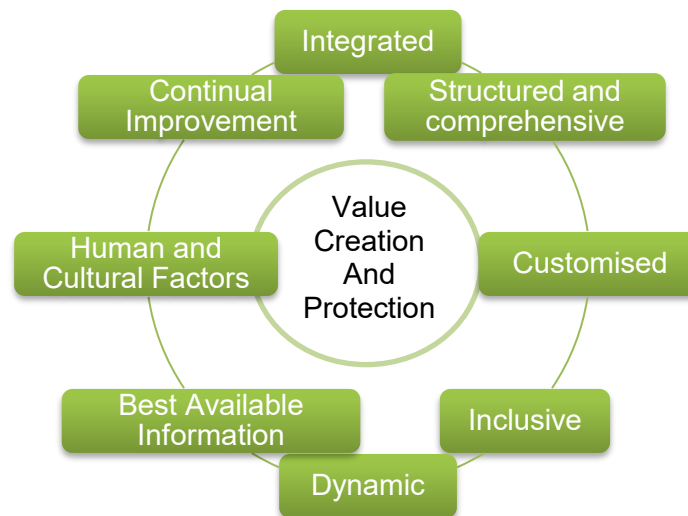 Integrated
Structured and
comprehensive
Customised
Inclusive
Dynamic
Best Available
Information
Human and
Cultural Factors
Continual
Improvement
Value
Creation
And
Protection